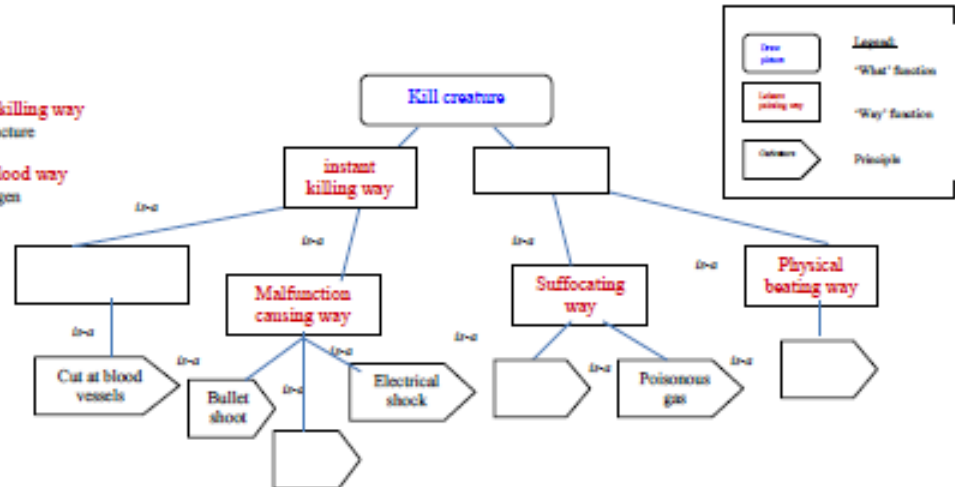 Legend:
"What" function
"Way" function
Principle
Kill creature
killing way
cture
lood way
gen
instant
killing way
is-a
is-a
is-a
is-a
Malfunction
causing way
Suffocating
way
Physical
beating way
is-a
is-a
is-a
is-a
is-a
is-a
is-a
Cut at blood
vessels
Bullet
shoot
Electrical
shock
Poisonous
gas